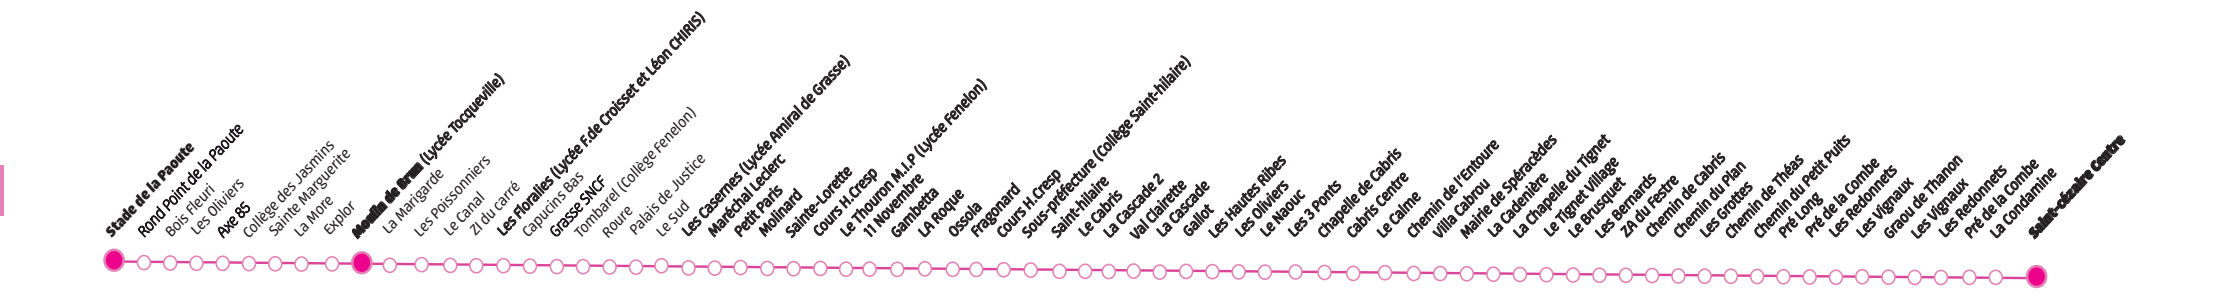 Stade de la Paoute
Rond Point de la Paoute
Bois Fleuri
Les Oliviers
Axe 85
Collège des Jasmins
Sainte Marguerite
La More
Explor
Moulin de Brun (Lycée Tocqueville)
La Marigarde
Les Poissonniers
Le Canal
ZI du carré
Les Floralies (Lycée F.de Croisset et Léon CHIRIS)
Capucins Bas
Grasse SNCF
Tombarel (Collège Fenelon)
Roure
Palais de Justice
Le Sud
Les Casernes (Lycée Amiral de Grasse)
Maréchal Leclerc
Petit Paris
Molinard
Sainte-Lorette
Cours H.Cresp
Le Thouron M.I.P (Lycée Fenelon)
11 Novembre
Gambetta
LA Roque
Ossola
Fragonard
Cours H.Cresp
Sous-préfecture (Collège Saint-hilaire)
Saint-hilaire
Le Cabris
La Cascade 2
Val Clairette
La Cascade
Gallot
Les Hautes Ribes
Les Oliviers
Le Naouc
Les 3 Ponts
Chapelle de Cabris
Cabris Centre
Le Calme
Chemin de l'Entoure
Villa Cabrou
Mairie de Spéracèdes
La Cadenière
La Chapelle du Tignet
Le Tignet Village
Le Brusquet
Les Bernards
ZA du Festre
Chemin de Cabris
Chemin du Plan
Les Grottes
Chemin de Théas
Chemin du Petit Puits
Pré Long
Pré de la Combe
Les Redonnets
Les Vignaux
Graou de Thanon
Les Vignaux
Les Redonnets
Pré de la Combe
La Condamine
Saint-cézaire Centre